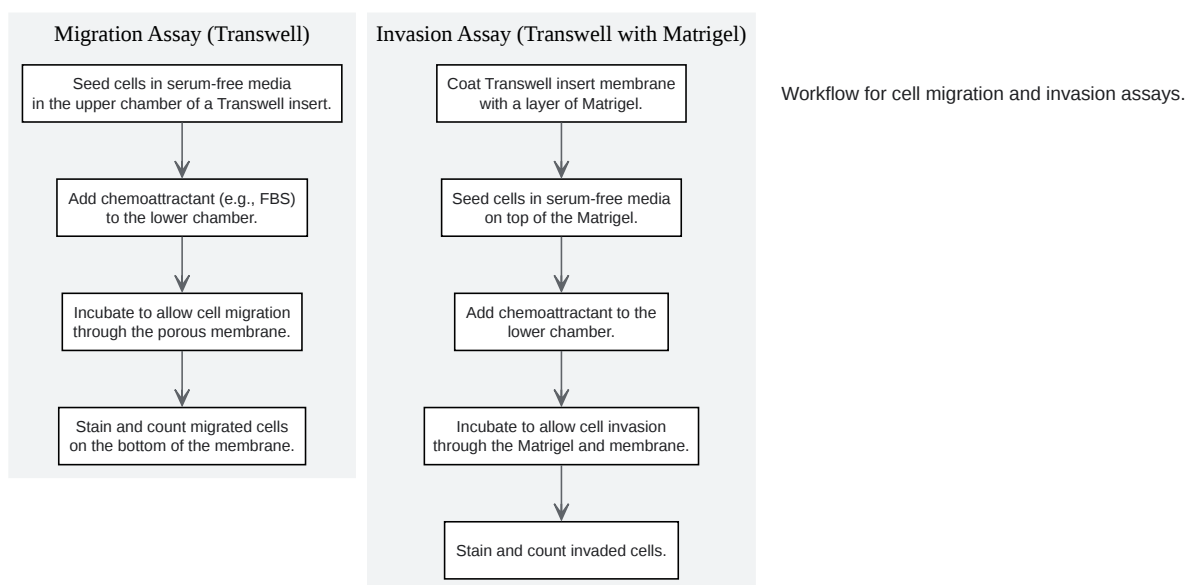 Migration Assay (Transwell)
Seed cells in serum-free media
in the upper chamber of a Transwell insert.
Add chemoattractant (e.g., FBS)
to the lower chamber.
Incubate to allow cell migration
through the porous membrane.
Stain and count migrated cells
on the bottom of the membrane.
Invasion Assay (Transwell with Matrigel)
Coat Transwell insert membrane
with a layer of Matrigel.
Seed cells in serum-free media
on top of the Matrigel.
Add chemoattractant to the
lower chamber.
Incubate to allow cell invasion
through the Matrigel and membrane.
Stain and count invaded cells.
Workflow for cell migration and invasion assays.